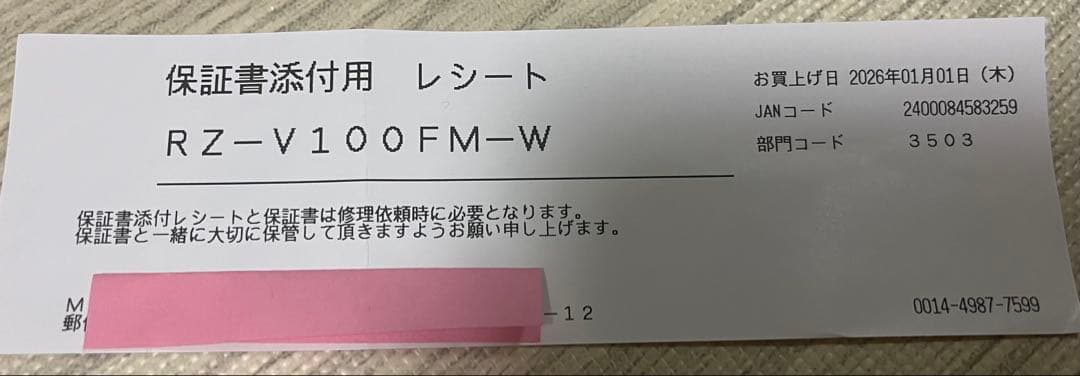 保証書添付用　レシート
ＲＺ－Ｖ１００ＦＭ－Ｗ
お買上げ日 2026年01月01日（木）
JANコード 2400084583259
部門コード ３５０３
保証書添付レシートと保証書は修理依頼時に必要となります。
保証書と一緒に大切に保管して頂きますようお願い申し上げます。
Ｍ
郵 －１２
0014-4987-7599